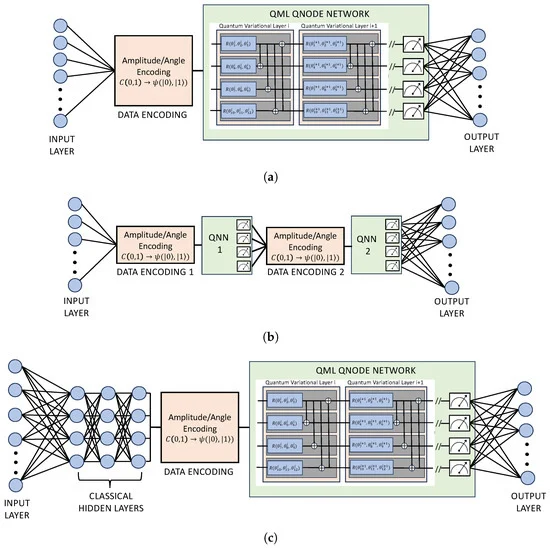 QML QNODE NETWORK
Quantum Variational Layer i
Quantum Variational Layer i+1
Amplitude/Angle
Encoding
C(0,1) → ψ(|0⟩, |1⟩)
DATA ENCODING
INPUT
LAYER
OUTPUT
LAYER
(a)
Amplitude/Angle
Encoding
C(0,1) → ψ(|0⟩, |1⟩)
DATA ENCODING 1
QNN
1
Amplitude/Angle
Encoding
C(0,1) → ψ(|0⟩, |1⟩)
DATA ENCODING 2
QNN
2
INPUT
LAYER
OUTPUT
LAYER
(b)
QML QNODE NETWORK
Quantum Variational Layer i
Quantum Variational Layer i+1
Amplitude/Angle
Encoding
C(0,1) → ψ(|0⟩, |1⟩)
DATA ENCODING
INPUT
LAYER
CLASSICAL
HIDDEN LAYERS
OUTPUT
LAYER
(c)